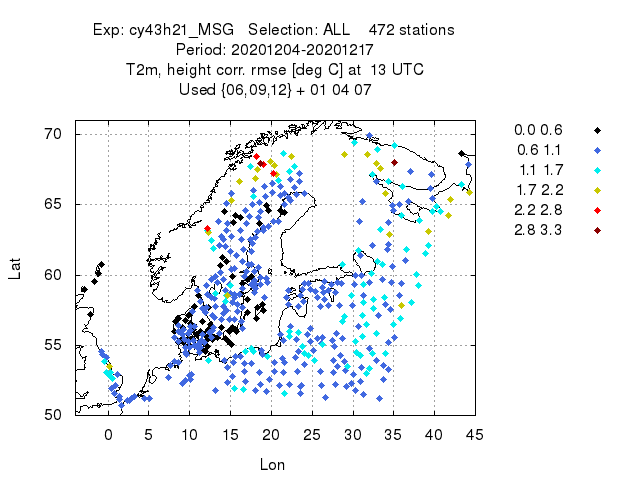 Exp: cy43h21_MSG Selection: ALL 472 stations
Period: 20201204-20201217
T2m, height corr. rmse [deg C] at 13 UTC
Used {06,09,12} + 01 04 07
70
65
60
55
50
Lat
0 5 10 15 20 25 30 35 40 45
Lon
0.0 0.6
0.6 1.1
1.1 1.7
1.7 2.2
2.2 2.8
2.8 3.3